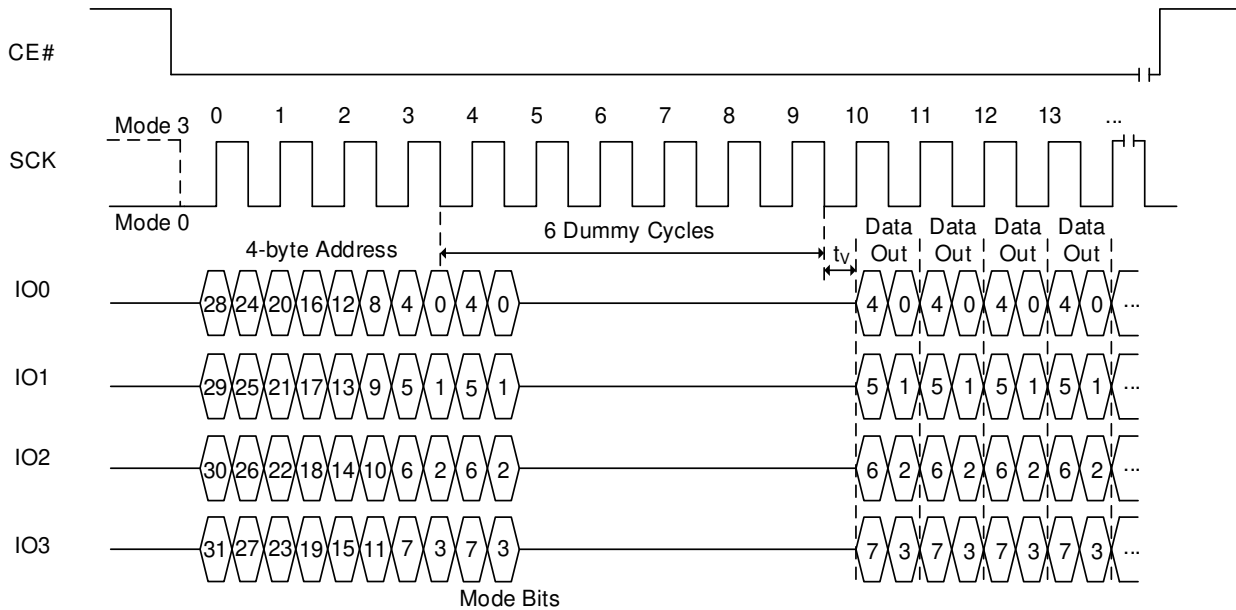 CE#
0 1 2 3 4 5 6 7 8 9 10 11 12 13 ...
Mode 3
SCK
Mode 0
6 Dummy Cycles
Data Out Data Out Data Out Data Out
4-byte Address
tV
IO0 28 24 20 16 12 8 4 0 4 0 4 0 4 0 4 0 4 0 ...
IO1 29 25 21 17 13 9 5 1 5 1 5 1 5 1 5 1 5 1 ...
IO2 30 26 22 18 14 10 6 2 6 2 6 2 6 2 6 2 6 2 ...
IO3 31 27 23 19 15 11 7 3 7 3 7 3 7 3 7 3 7 3 ...
Mode Bits